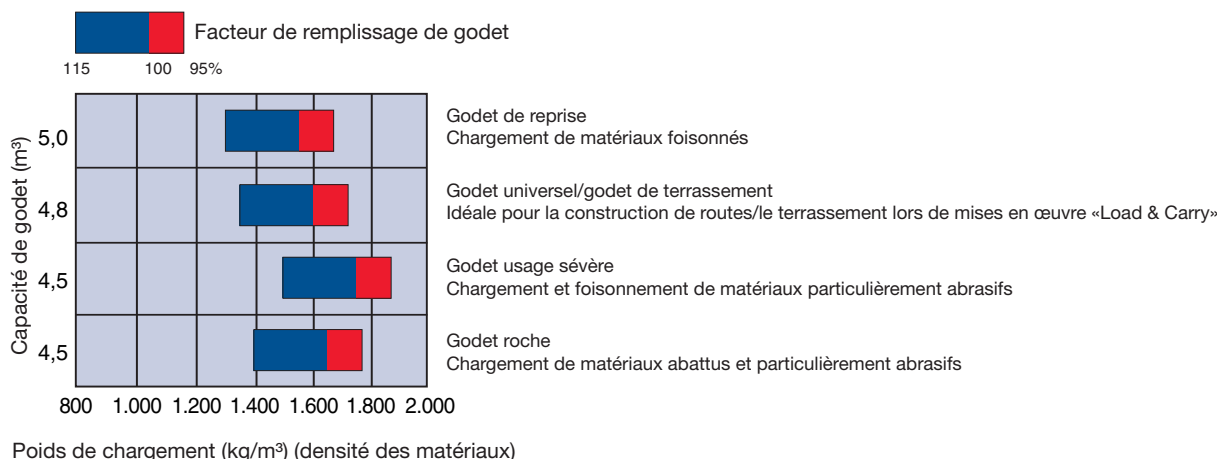 Facteur de remplissage de godet
115 100 95%
Capacité de godet (m³)
5,0
Godet de reprise
Chargement de matériaux foisonnés
4,8
Godet universel/godet de terrassement
Idéale pour la construction de routes/le terrassement lors de mises en œuvre «Load & Carry»
4,5
Godet usage sévère
Chargement et foisonnement de matériaux particulièrement abrasifs
4,5
Godet roche
Chargement de matériaux abattus et particulièrement abrasifs
800 1.000 1.200 1.400 1.600 1.800 2.000
Poids de chargement (kg/m³) (densité des matériaux)